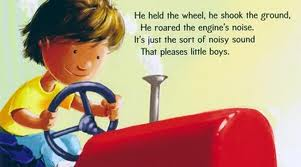 He held the wheel, he shook the ground,
He roared the engine's noise.
It's just the sort of noisy sound
That pleases little boys.